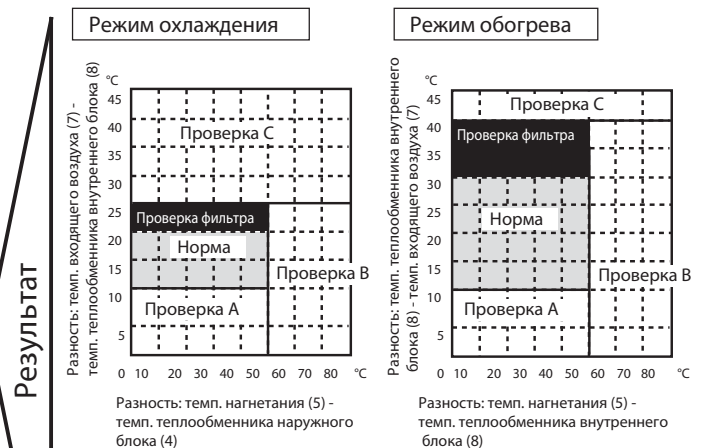 Режим охлаждения
Режим обогрева
Результат
Разность: темп. входящего воздуха (7) -
темп. теплообменника внутреннего блока (8)
°C
45
40
35
30
25
20
15
10
5
0 10 20 30 40 50 60 70 80 °C
Проверка C
Проверка фильтра
Норма
Проверка B
Проверка A
Разность: темп. нагнетания (5) -
темп. теплообменника наружного
блока (4)
Разность: темп. теплообменника внутреннего
блока (8) - темп. входящего воздуха (7)
°C
45
40
35
30
25
20
15
10
5
0 10 20 30 40 50 60 70 80 °C
Проверка C
Проверка фильтра
Норма
Проверка B
Проверка A
Разность: темп. нагнетания (5) -
темп. теплообменника внутреннего
блока (8)